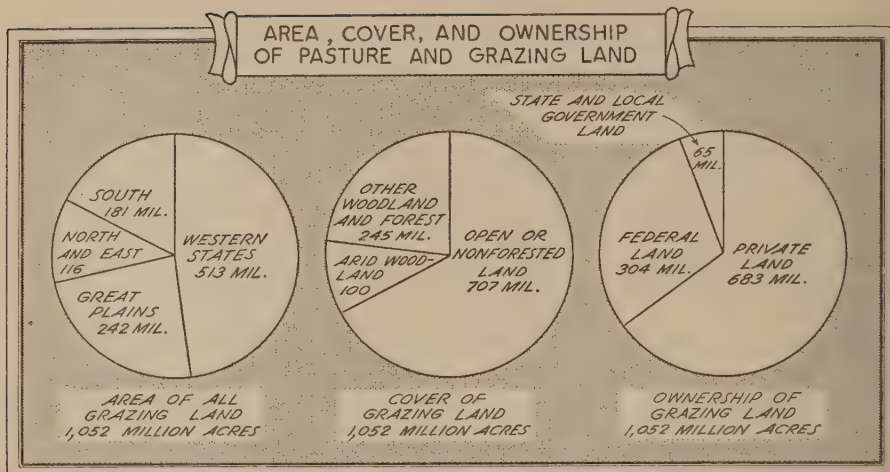 AREA, COVER, AND OWNERSHIP
OF PASTURE AND GRAZING LAND
SOUTH
181 MIL.
NORTH
AND EAST
116
GREAT
PLAINS
242 MIL.
WESTERN
STATES
513 MIL.
AREA OF ALL
GRAZING LAND
1,052 MILLION ACRES
OTHER
WOODLAND
AND FOREST
245 MIL.
ARID WOOD-
LAND
100
OPEN OR
NONFORESTED
LAND
707 MIL.
COVER OF
GRAZING LAND
1,052 MILLION ACRES
STATE AND LOCAL
GOVERNMENT
LAND
65
MIL.
FEDERAL
LAND
304 MIL.
PRIVATE
LAND
683 MIL.
OWNERSHIP OF
GRAZING LAND
1,052 MILLION ACRES